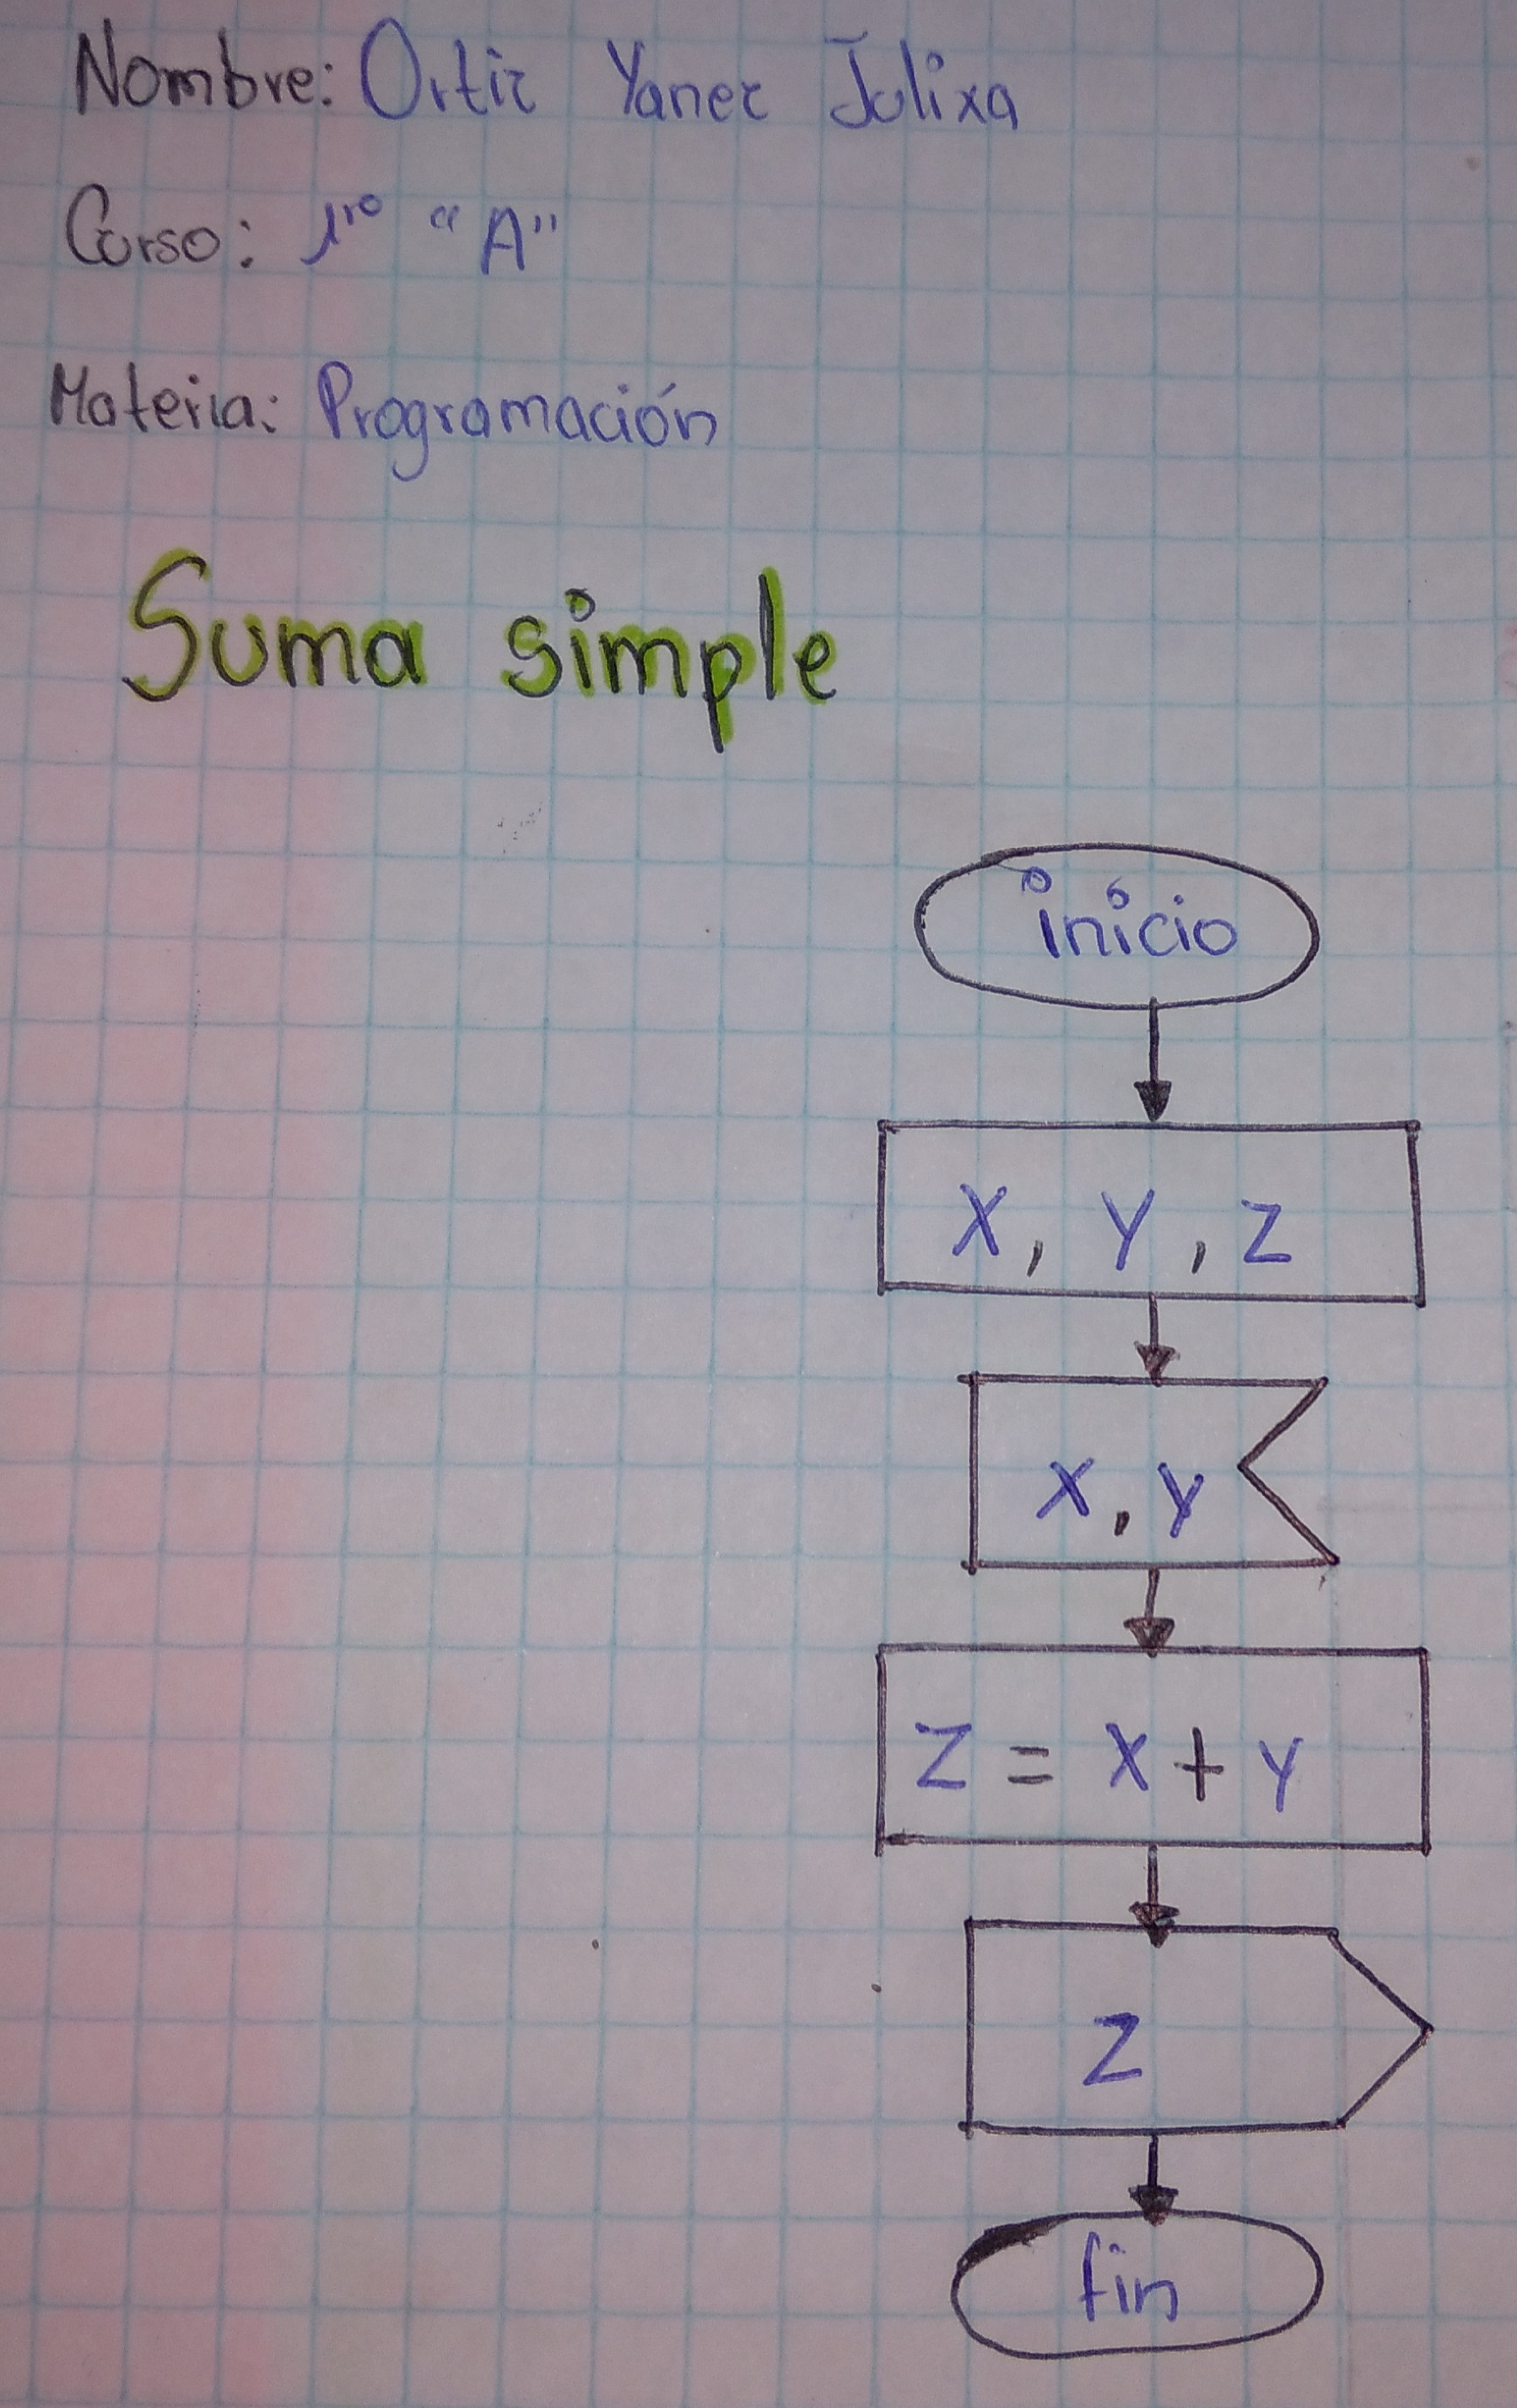 Nombre: Ortiz Yanez Julixa
Curso: 1ro "A"
Materia: Programación
Suma simple
inicio
X, Y, Z
X, Y
Z = X + Y
Z
fin